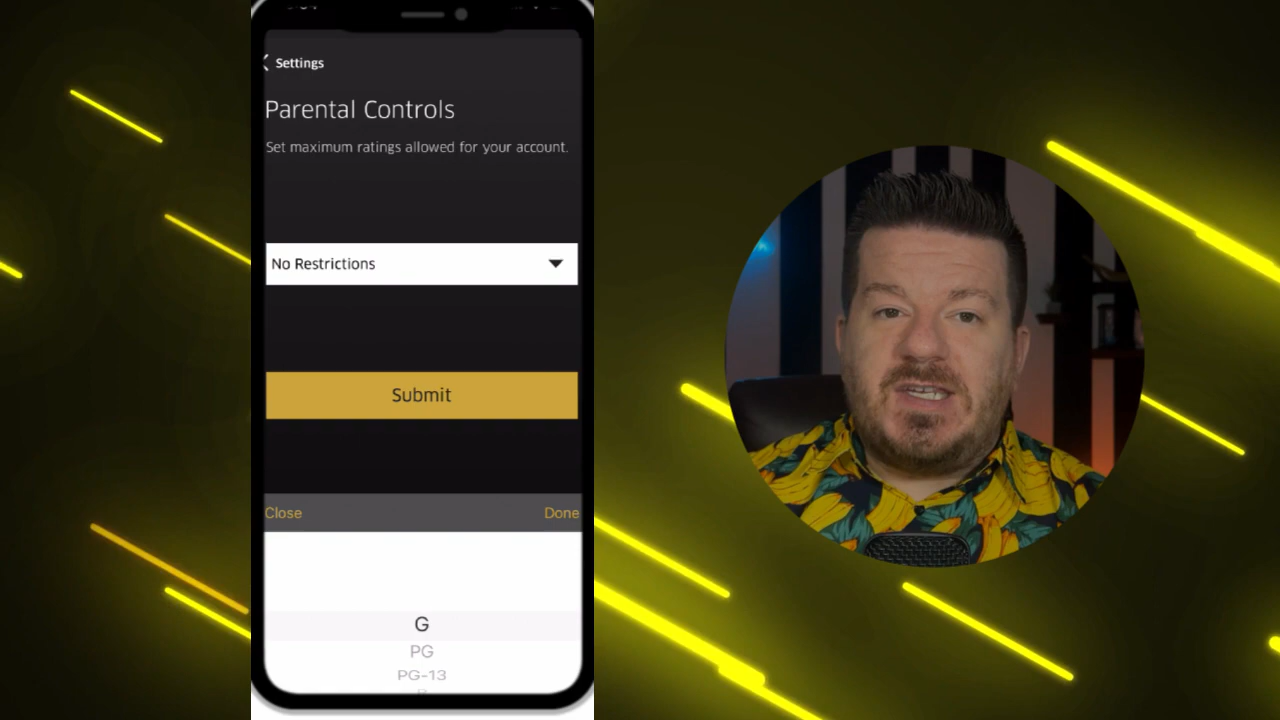 Settings
Parental Controls
Set maximum ratings allowed for your account.
No Restrictions
Submit
Close
Done
G
PG
PG-13